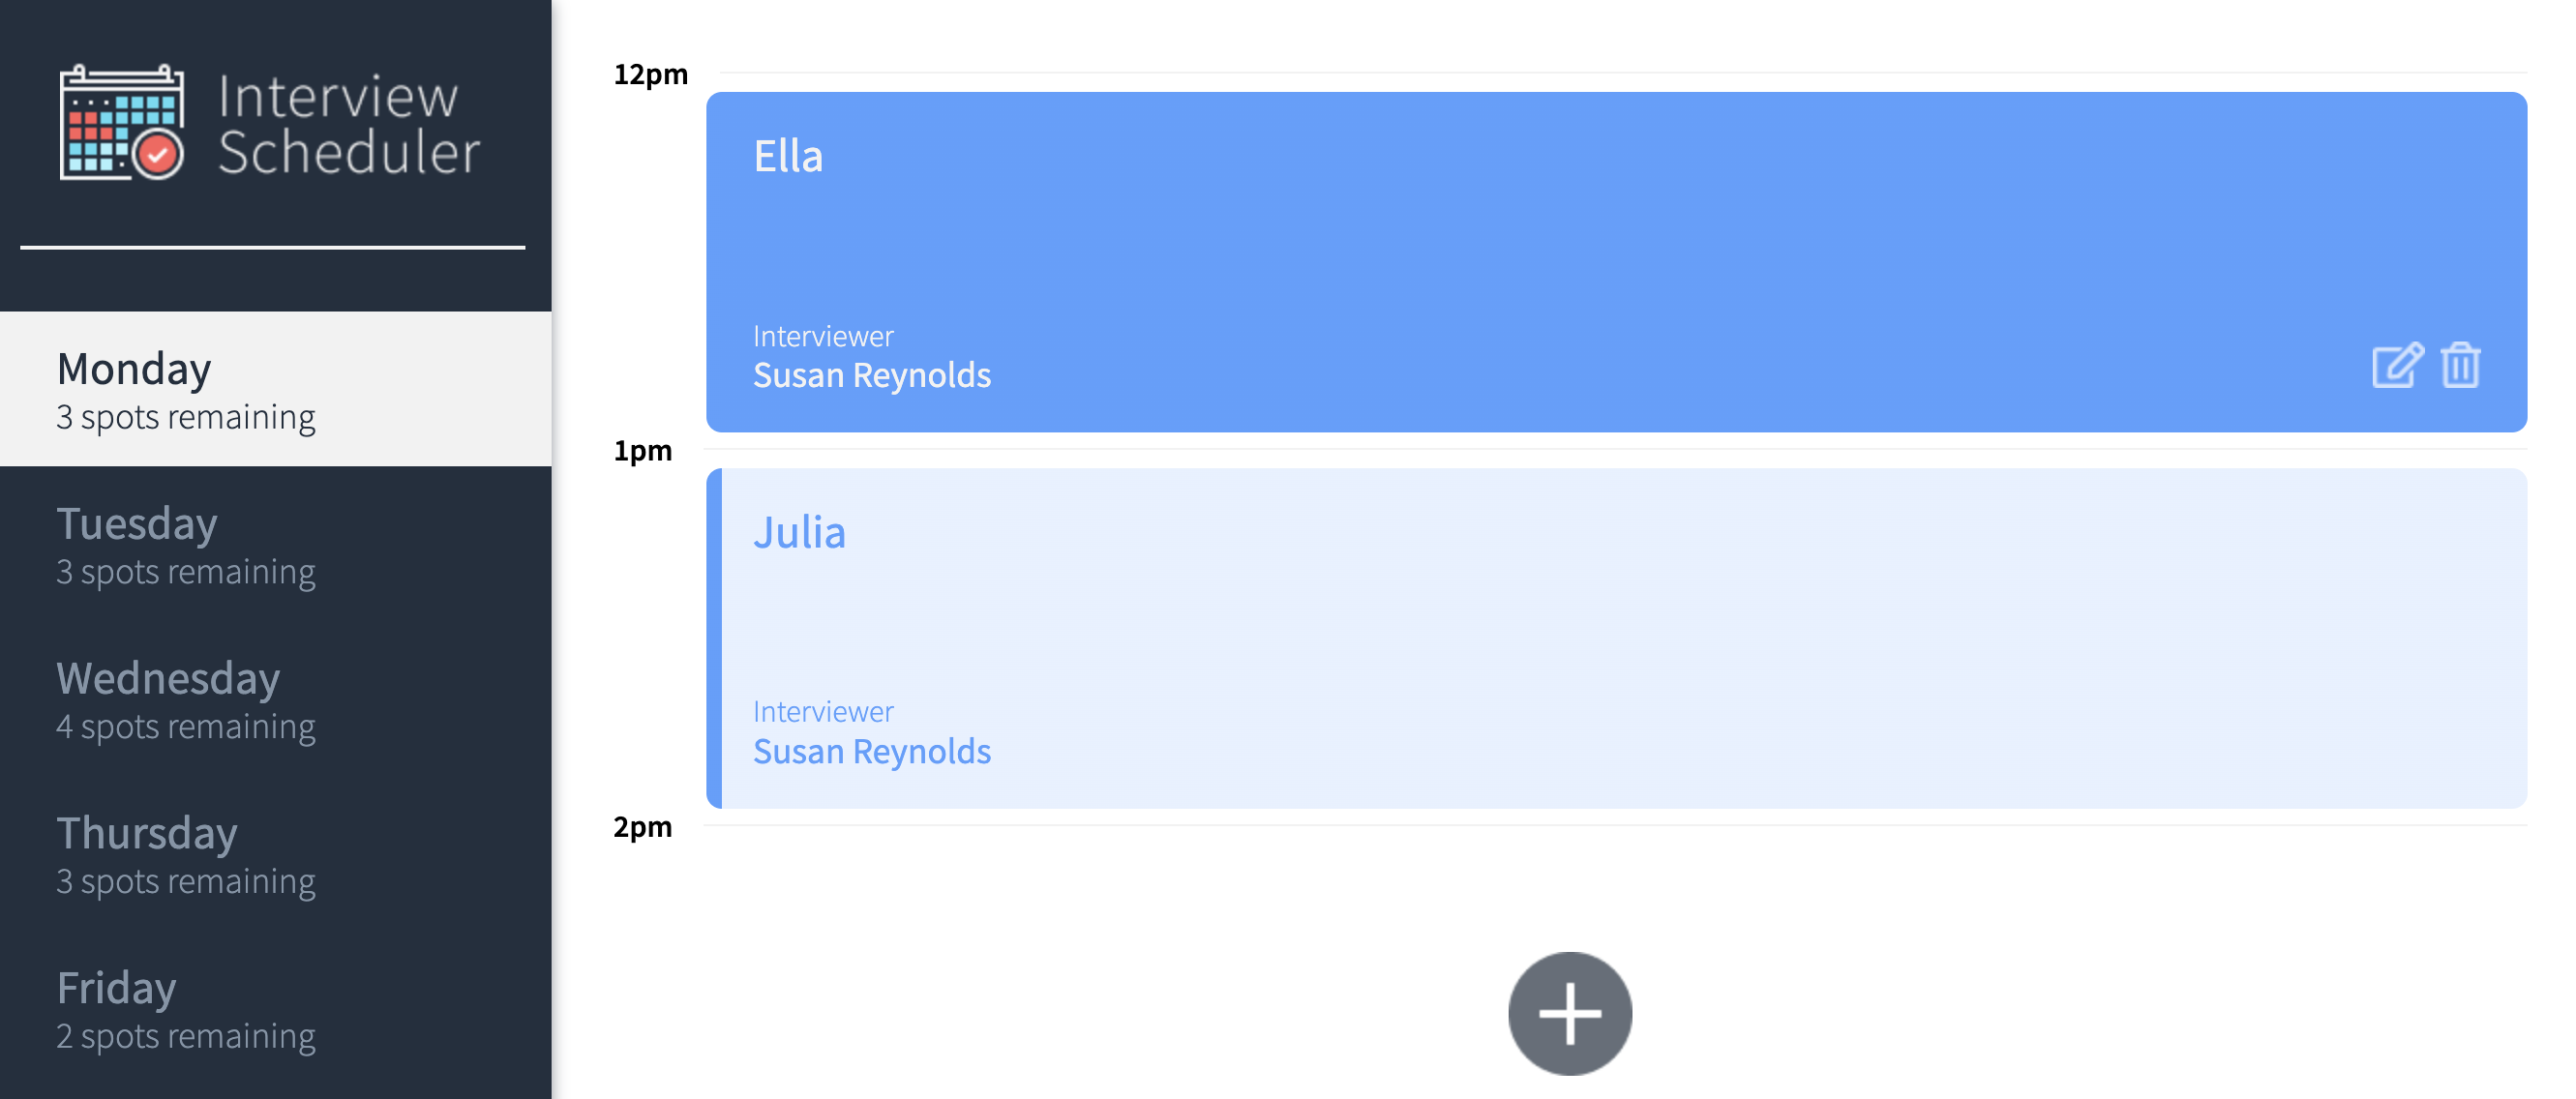 Interview
Scheduler
Monday
3 spots remaining
Tuesday
3 spots remaining
Wednesday
4 spots remaining
Thursday
3 spots remaining
Friday
2 spots remaining
12pm
Ella
Interviewer
Susan Reynolds
1pm
Julia
Interviewer
Susan Reynolds
2pm